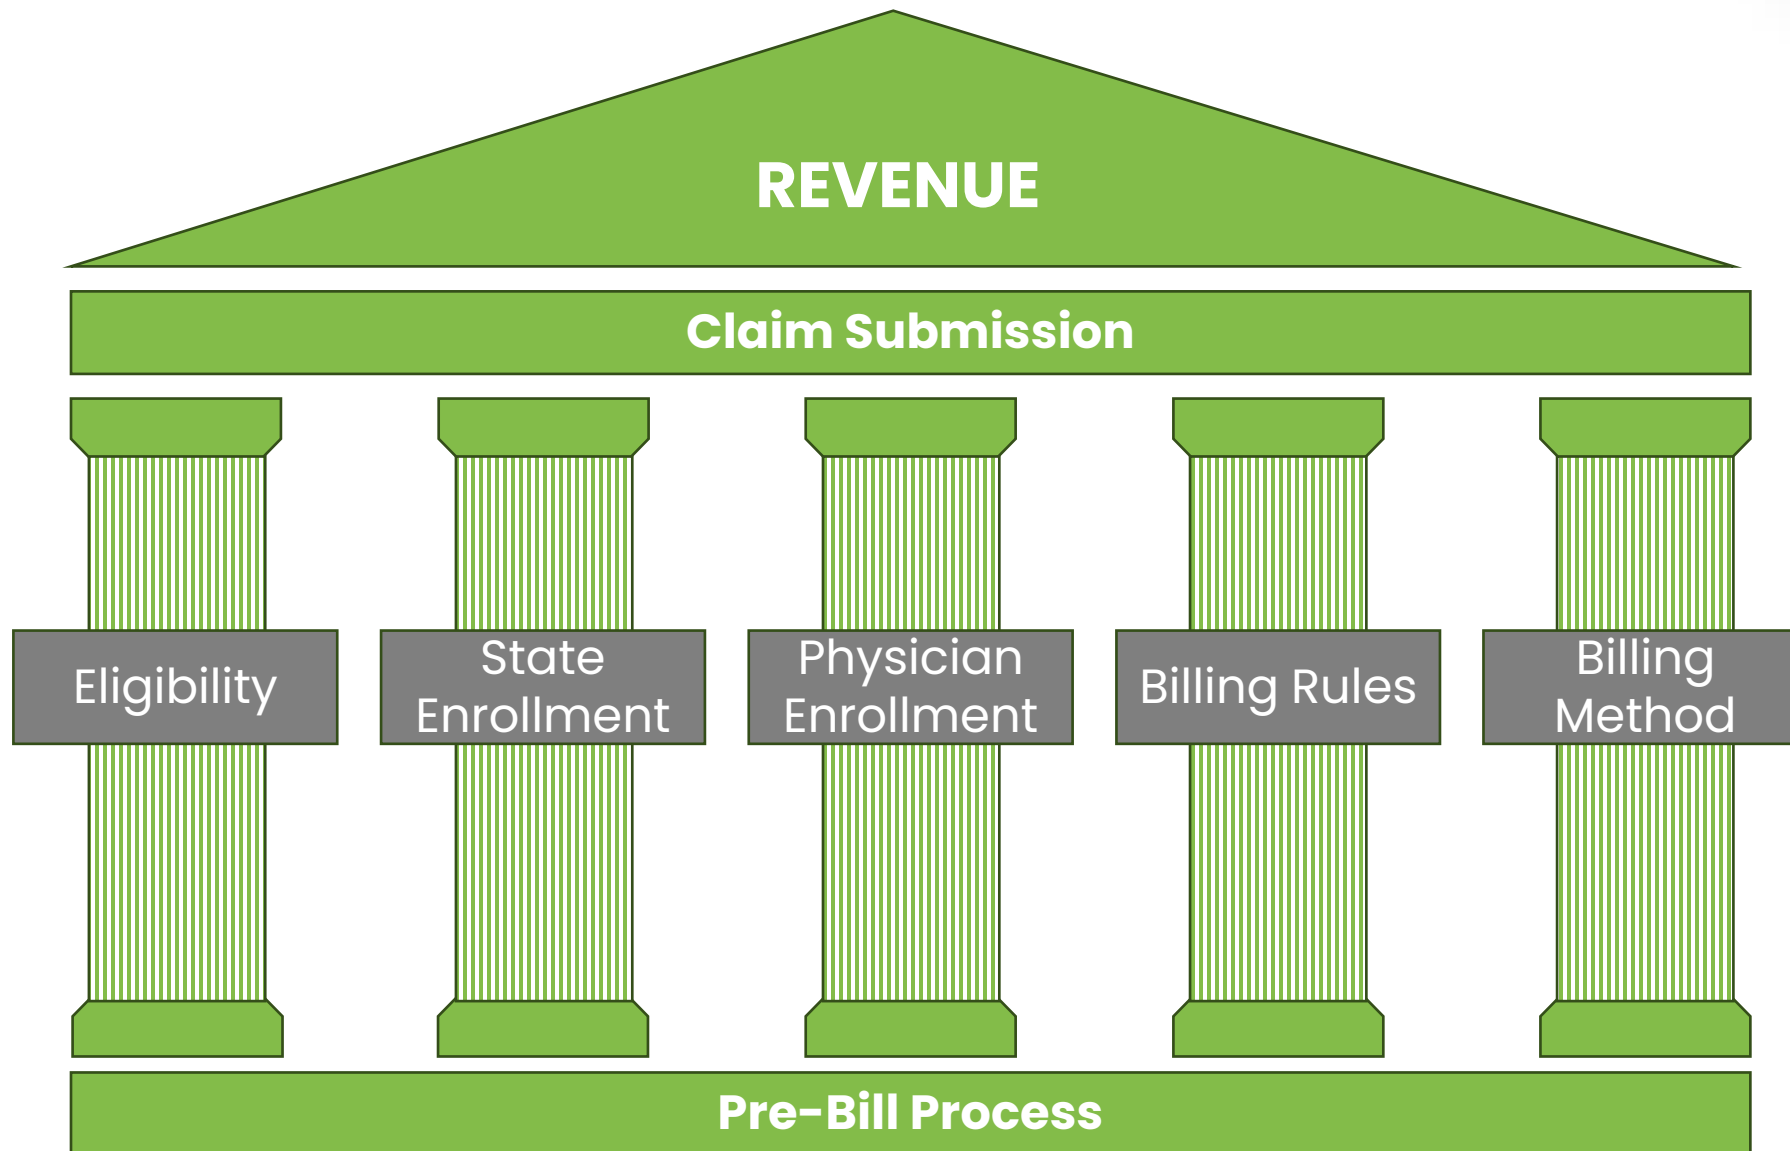 REVENUE
Claim Submission
Eligibility
State
Enrollment
Physician
Enrollment
Billing Rules
Billing
Method
Pre-Bill Process